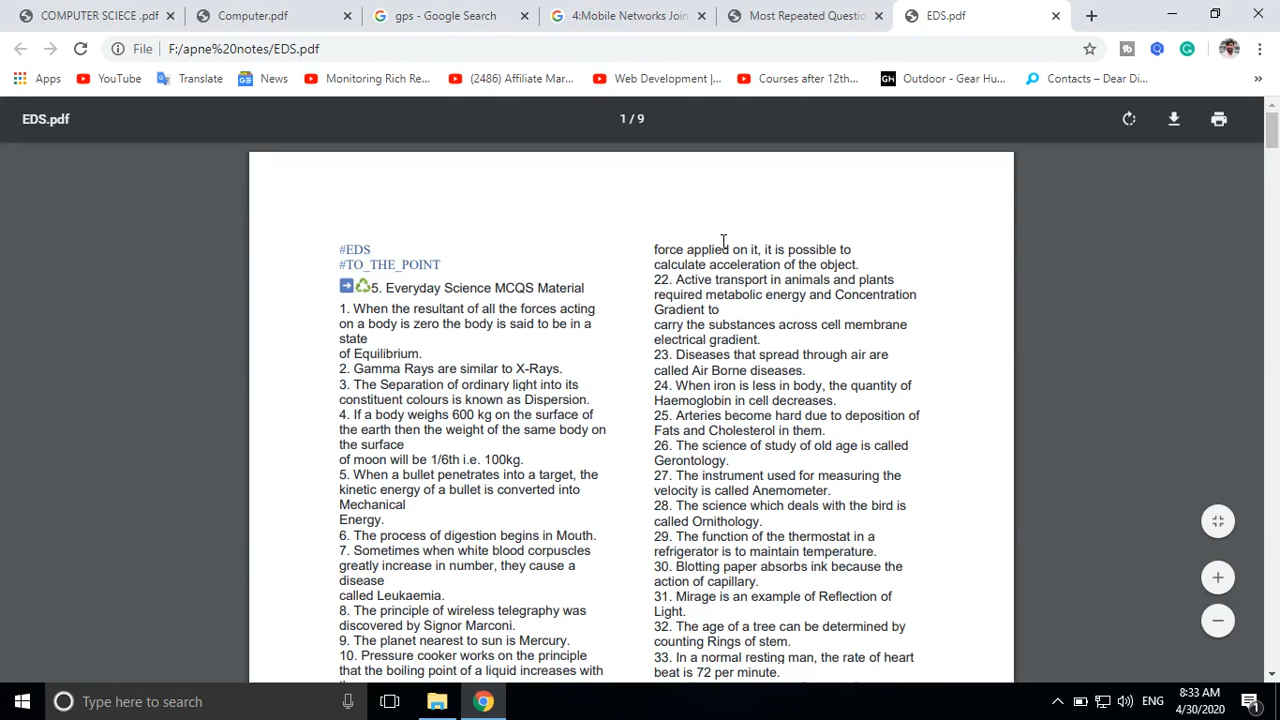 COMPUTER SCIECE .pdf
Computer.pdf
gps - Google Search
4:Mobile Networks Join
Most Repeated Questi
EDS.pdf
File
F:/apne%20notes/EDS.pdf
Apps
YouTube
Translate
News
Monitoring Rich Re...
(2486) Affiliate Mar...
Web Development |...
Courses after 12th...
GH Outdoor - Gear Hu...
Contacts – Dear Di...
»
EDS.pdf
1 / 9
#EDS
#TO_THE_POINT
5. Everyday Science MCQS Material
1. When the resultant of all the forces acting
on a body is zero the body is said to be in a
state
of Equilibrium.
2. Gamma Rays are similar to X-Rays.
3. The Separation of ordinary light into its
constituent colours is known as Dispersion.
4. If a body weighs 600 kg on the surface of
the earth then the weight of the same body on
the surface
of moon will be 1/6th i.e. 100kg.
5. When a bullet penetrates into a target, the
kinetic energy of a bullet is converted into
Mechanical
Energy.
6. The process of digestion begins in Mouth.
7. Sometimes when white blood corpuscles
greatly increase in number, they cause a
disease
called Leukaemia.
8. The principle of wireless telegraphy was
discovered by Signor Marconi.
9. The planet nearest to sun is Mercury.
10. Pressure cooker works on the principle
that the boiling point of a liquid increases with
force applied on it, it is possible to
calculate acceleration of the object.
22. Active transport in animals and plants
required metabolic energy and Concentration
Gradient to
carry the substances across cell membrane
electrical gradient.
23. Diseases that spread through air are
called Air Borne diseases.
24. When iron is less in body, the quantity of
Haemoglobin in cell decreases.
25. Arteries become hard due to deposition of
Fats and Cholesterol in them.
26. The science of study of old age is called
Gerontology.
27. The instrument used for measuring the
velocity is called Anemometer.
28. The science which deals with the bird is
called Ornithology.
29. The function of the thermostat in a
refrigerator is to maintain temperature.
30. Blotting paper absorbs ink because the
action of capillary.
31. Mirage is an example of Reflection of
Light.
32. The age of a tree can be determined by
counting Rings of stem.
33. In a normal resting man, the rate of heart
beat is 72 per minute.
Type here to search
ENG
8:33 AM
4/30/2020
1